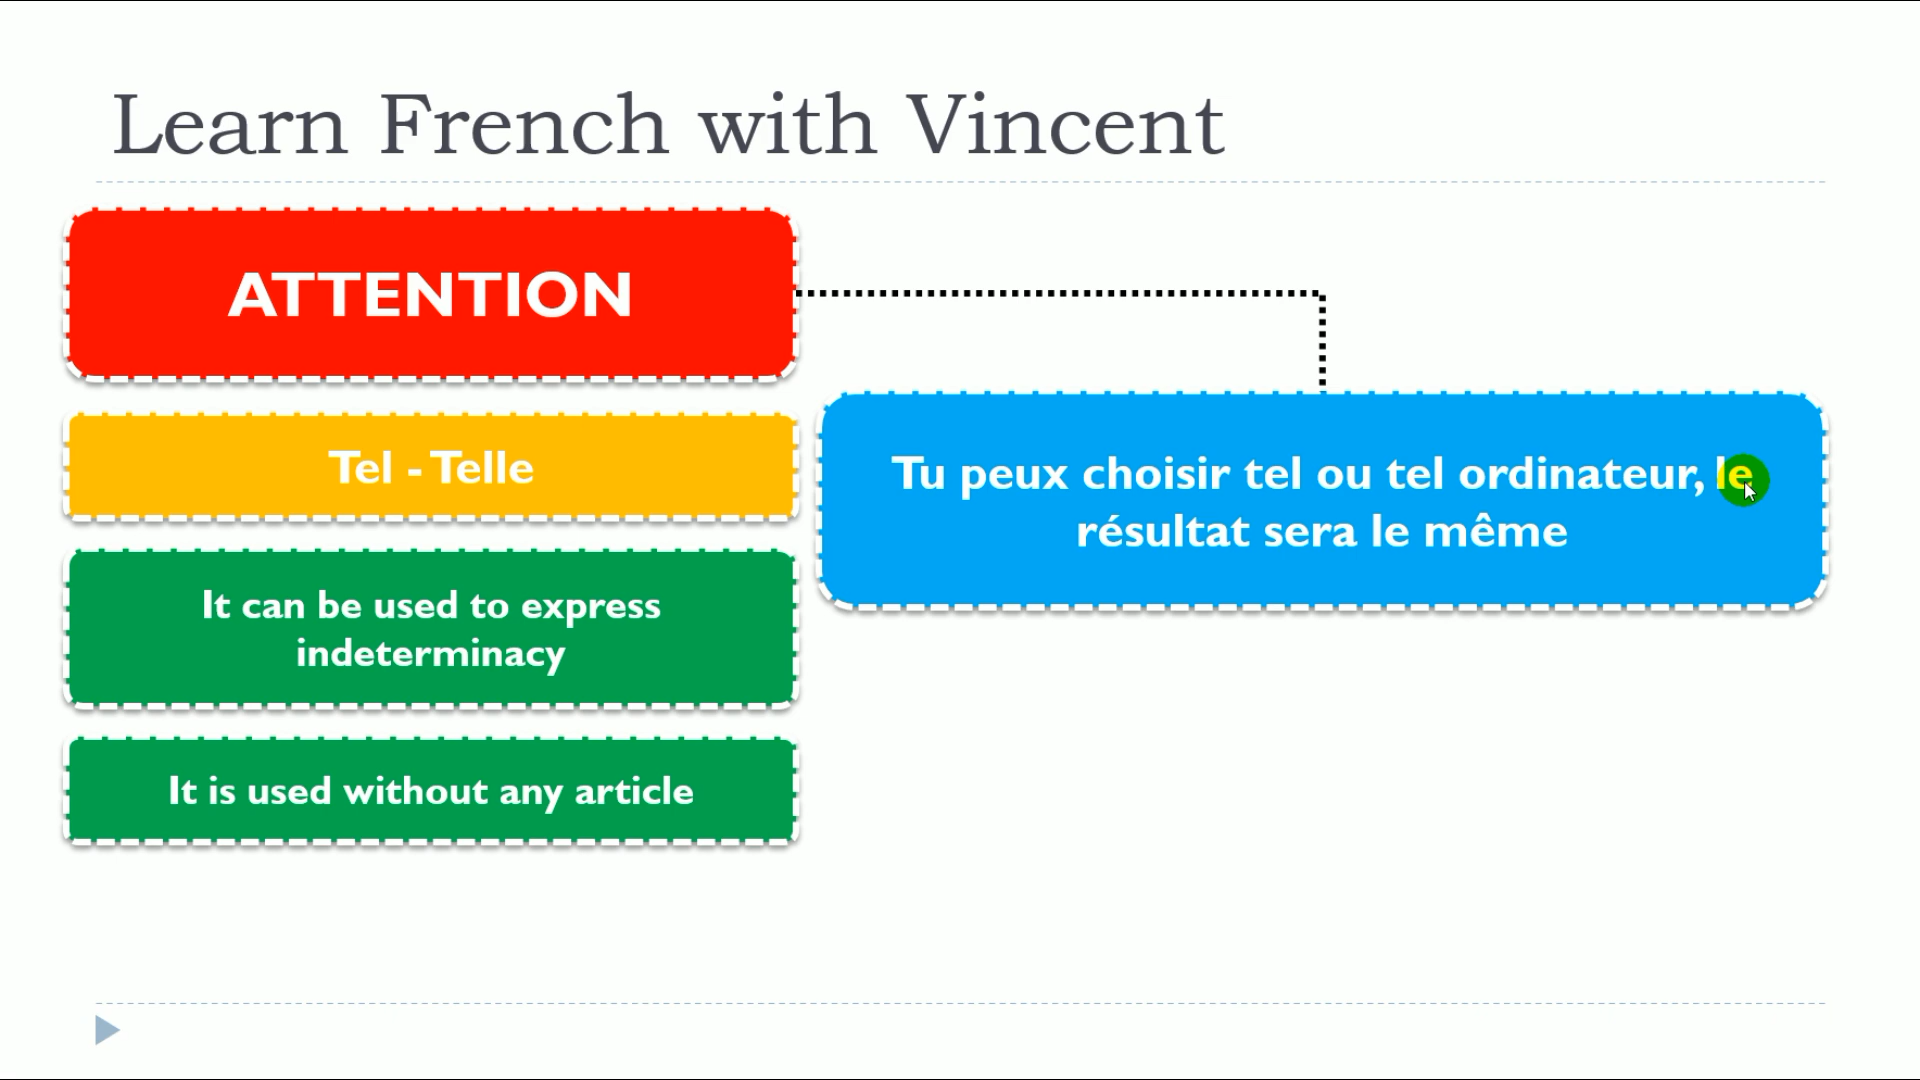 Learn French with Vincent
ATTENTION
Tel - Telle
It can be used to express
indeterminacy
It is used without any article
Tu peux choisir tel ou tel ordinateur, le
résultat sera le même